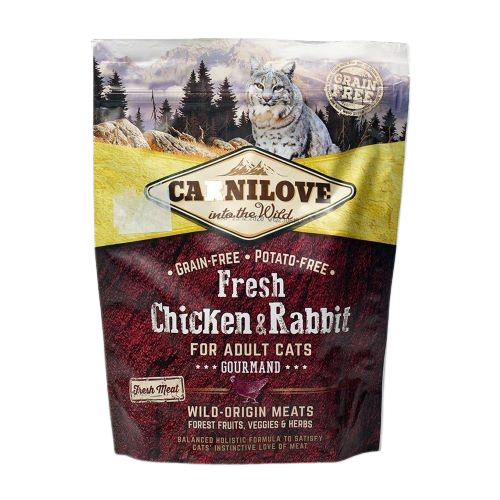 GRAIN
FREE
CARNILOVE
into the Wild
GRAIN-FREE • POTATO-FREE
Fresh
Chicken & Rabbit
FOR ADULT CATS
*** GOURMAND ***
Fresh Meat
WILD-ORIGIN MEATS
FOREST FRUITS, VEGGIES & HERBS
BALANCED HOLISTIC FORMULA TO SATISFY
CATS' INSTINCTIVE LOVE OF MEAT.